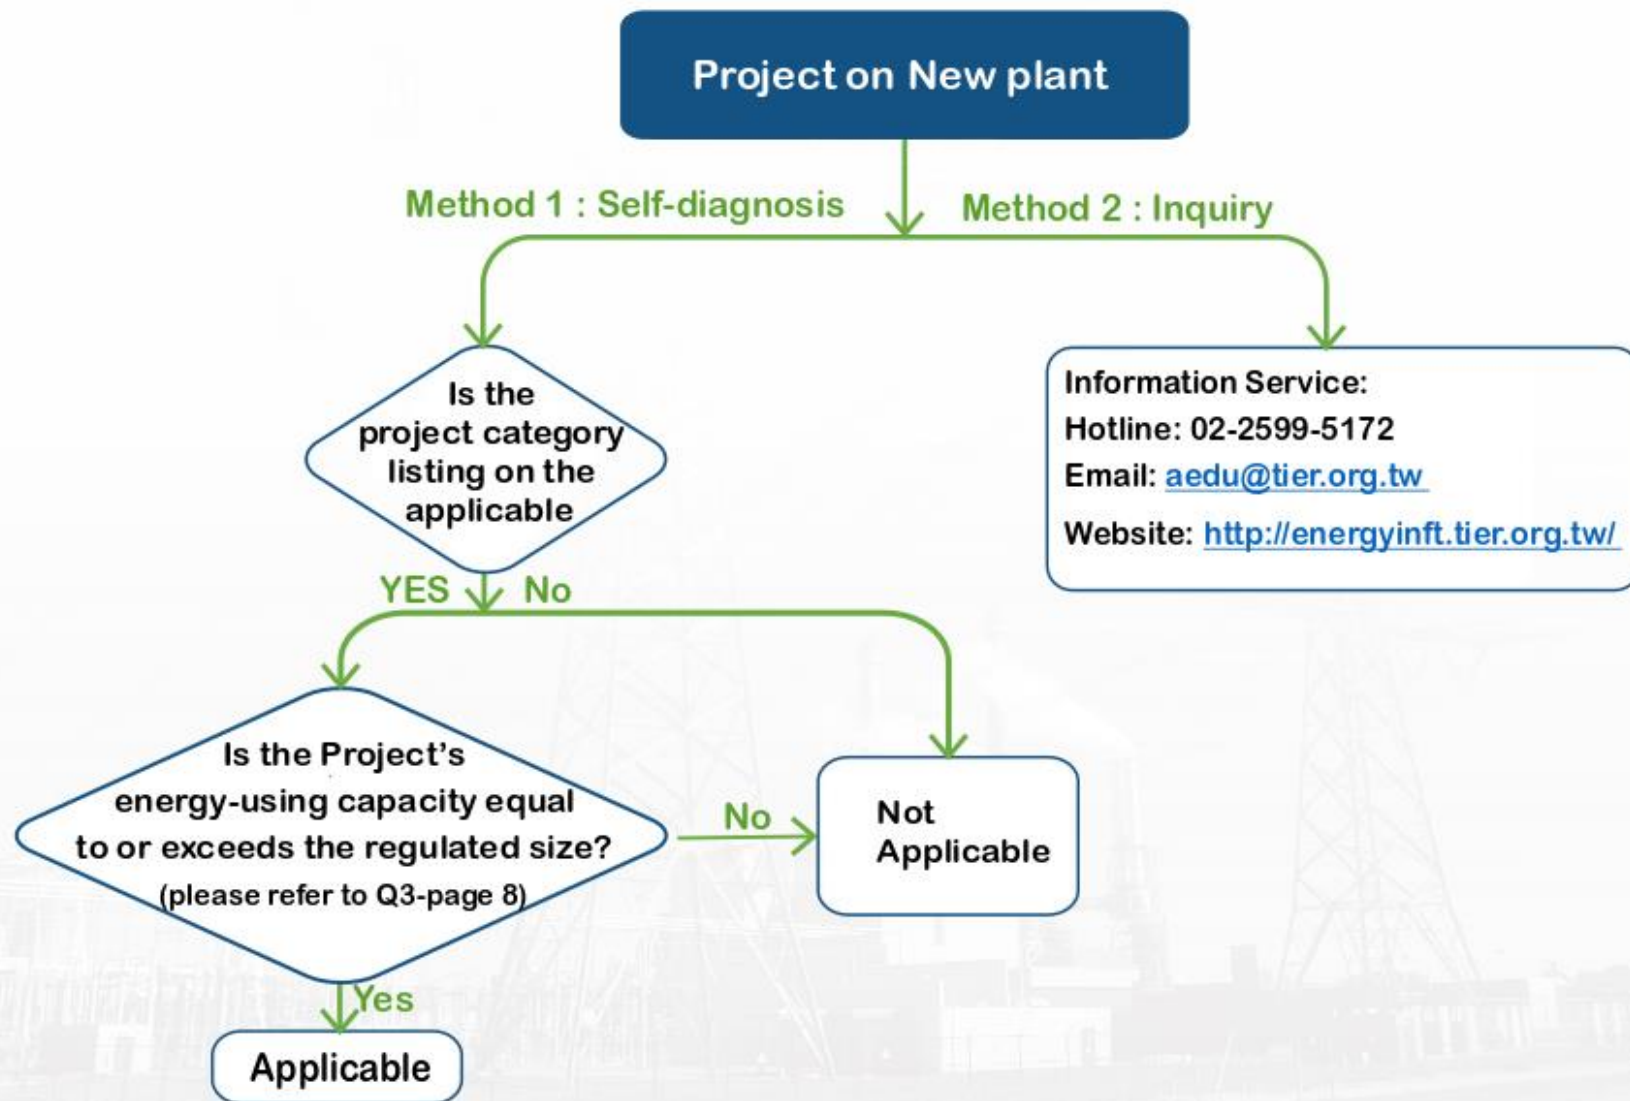 Project on New plant
Method 1 : Self-diagnosis
Method 2 : Inquiry
Is the
project category
listing on the
applicable
Information Service:
Hotline: 02-2599-5172
Email: aedu@tier.org.tw
Website: http://energyinft.tier.org.tw/
YES
No
Is the Project’s
energy-using capacity equal
to or exceeds the regulated size?
(please refer to Q3-page 8)
No
Not
Applicable
Yes
Applicable